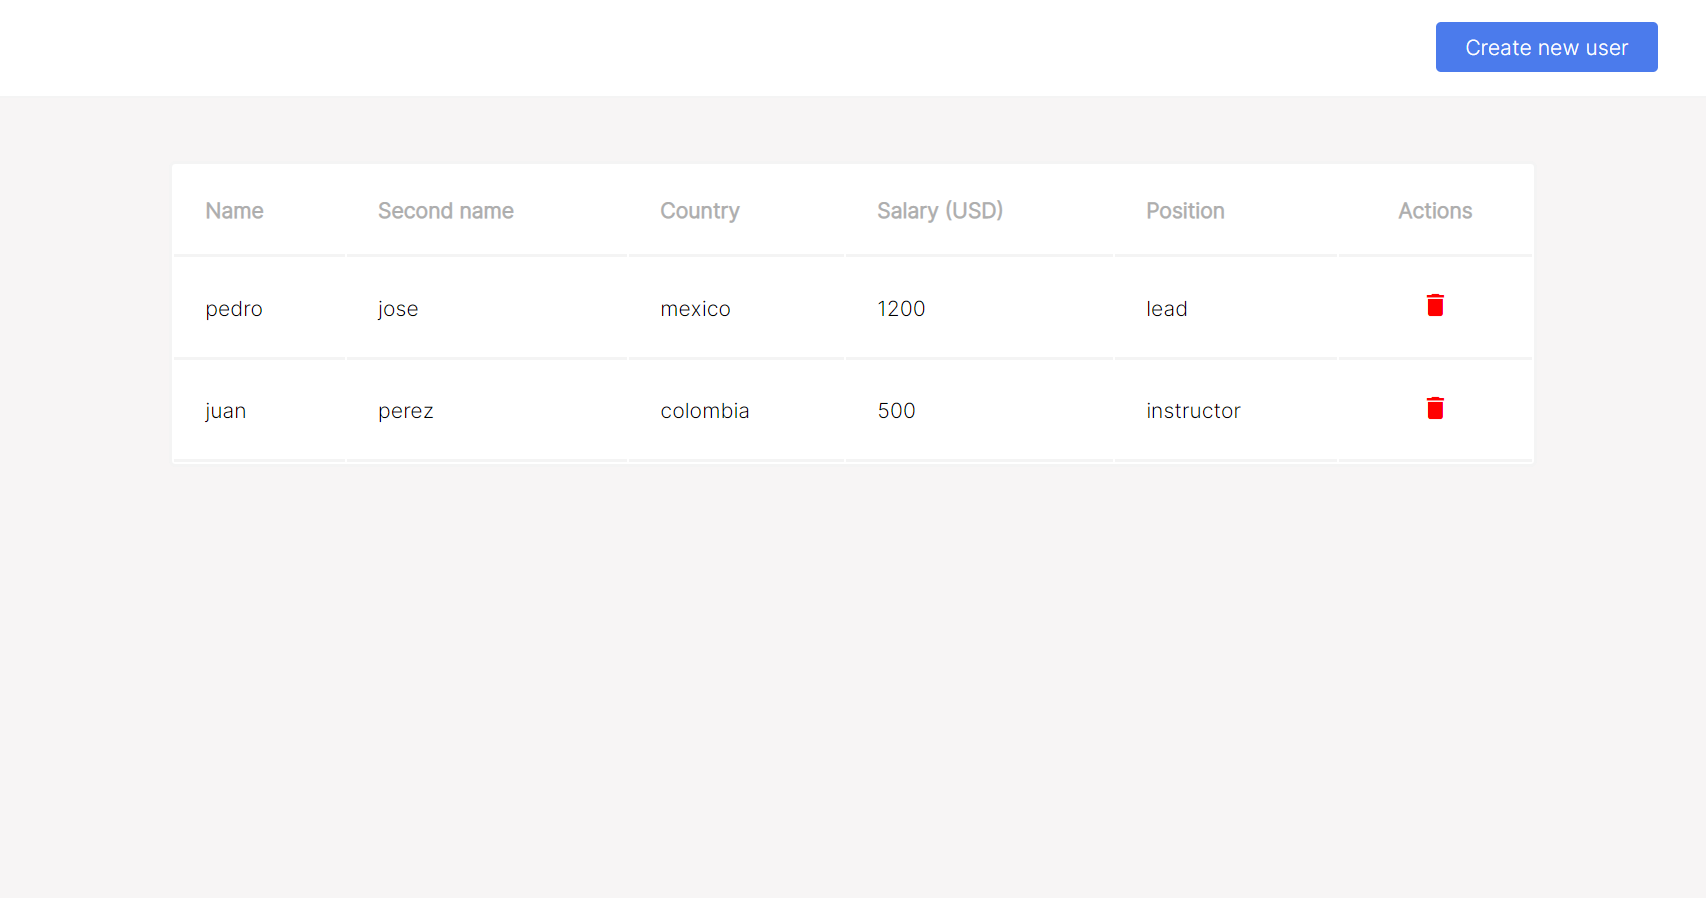 Create new user
Name Second name Country Salary (USD) Position Actions
pedro jose mexico 1200 lead
juan perez colombia 500 instructor